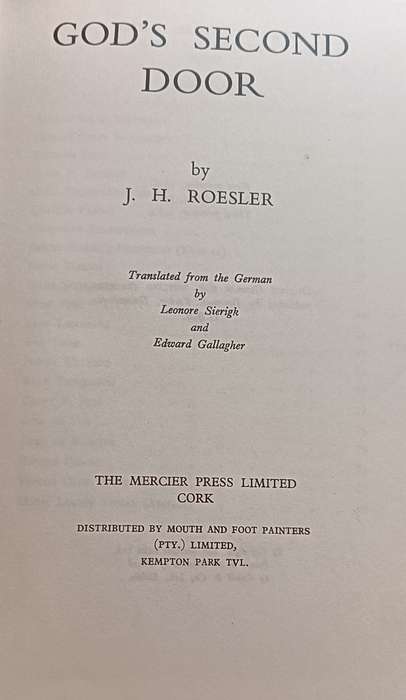 GOD'S SECOND
DOOR
by
J. H. ROESLER
Translated from the German
by
Leonore Sierigk
and
Edward Gallagher
THE MERCIER PRESS LIMITED
CORK
DISTRIBUTED BY MOUTH AND FOOT PAINTERS
(PTY.) LIMITED,
KEMPTON PARK TVL.